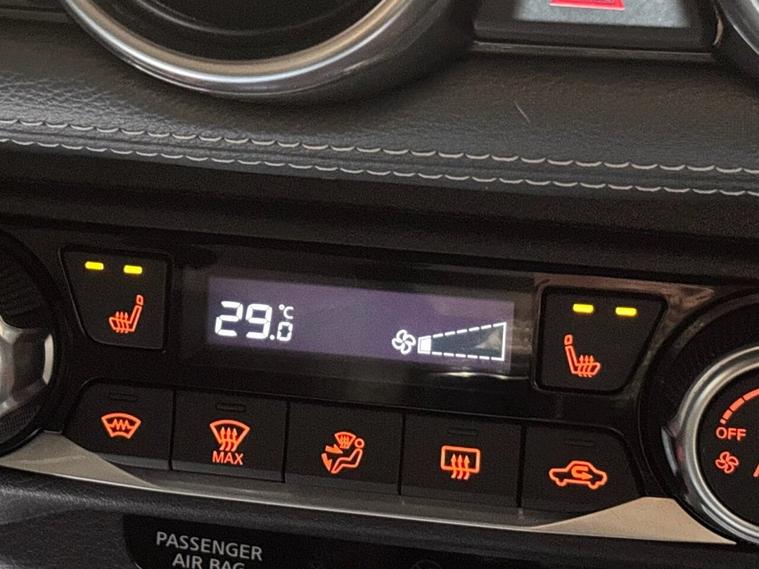 29.0 °C
MAX
OFF
PASSENGER
AIR BAG